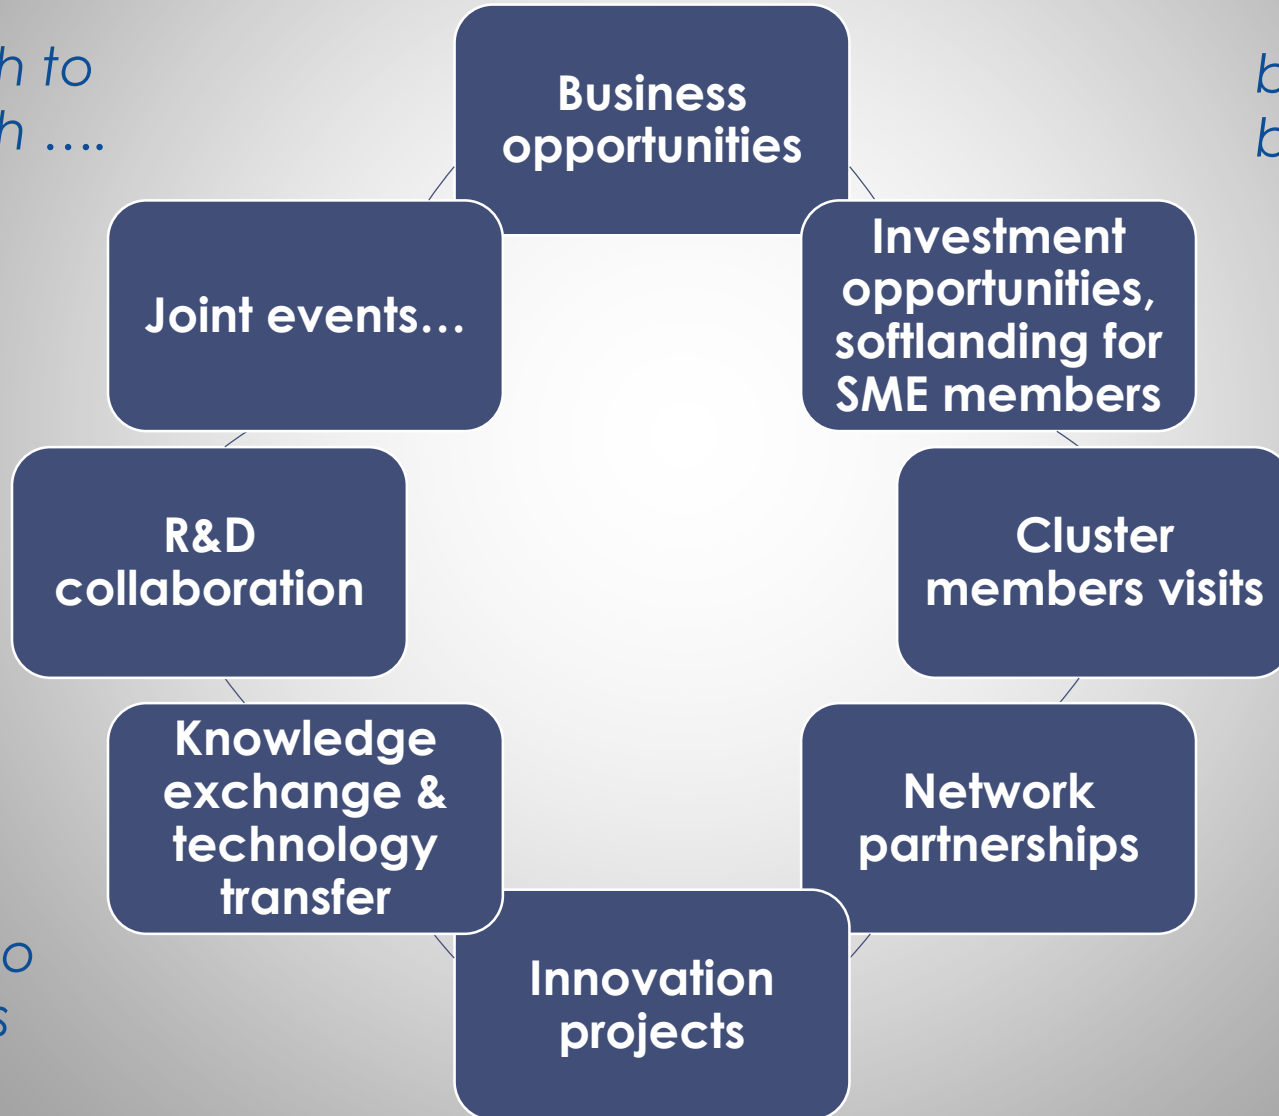 h to
h ....
Business
opportunities
Investment
opportunities,
softlanding for
SME members
Joint events...
R&D
collaboration
Cluster
members visits
Knowledge
exchange &
technology
transfer
Network
partnerships
o
s
Innovation
projects